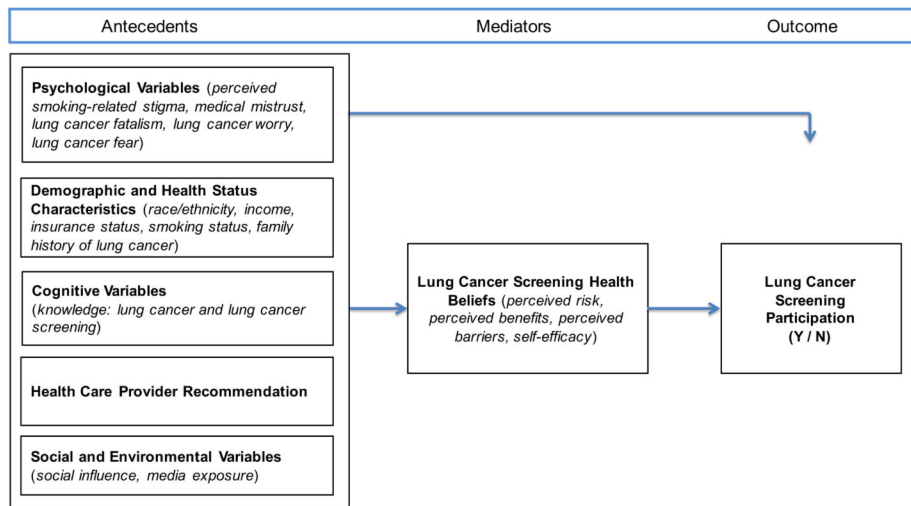 Antecedents
Mediators
Outcome
Psychological Variables (perceived
smoking-related stigma, medical mistrust,
lung cancer fatalism, lung cancer worry,
lung cancer fear)
Demographic and Health Status
Characteristics (race/ethnicity, income,
insurance status, smoking status, family
history of lung cancer)
Cognitive Variables
(knowledge: lung cancer and lung cancer
screening)
Health Care Provider Recommendation
Social and Environmental Variables
(social influence, media exposure)
Lung Cancer Screening Health
Beliefs (perceived risk,
perceived benefits, perceived
barriers, self-efficacy)
Lung Cancer
Screening
Participation
(Y / N)